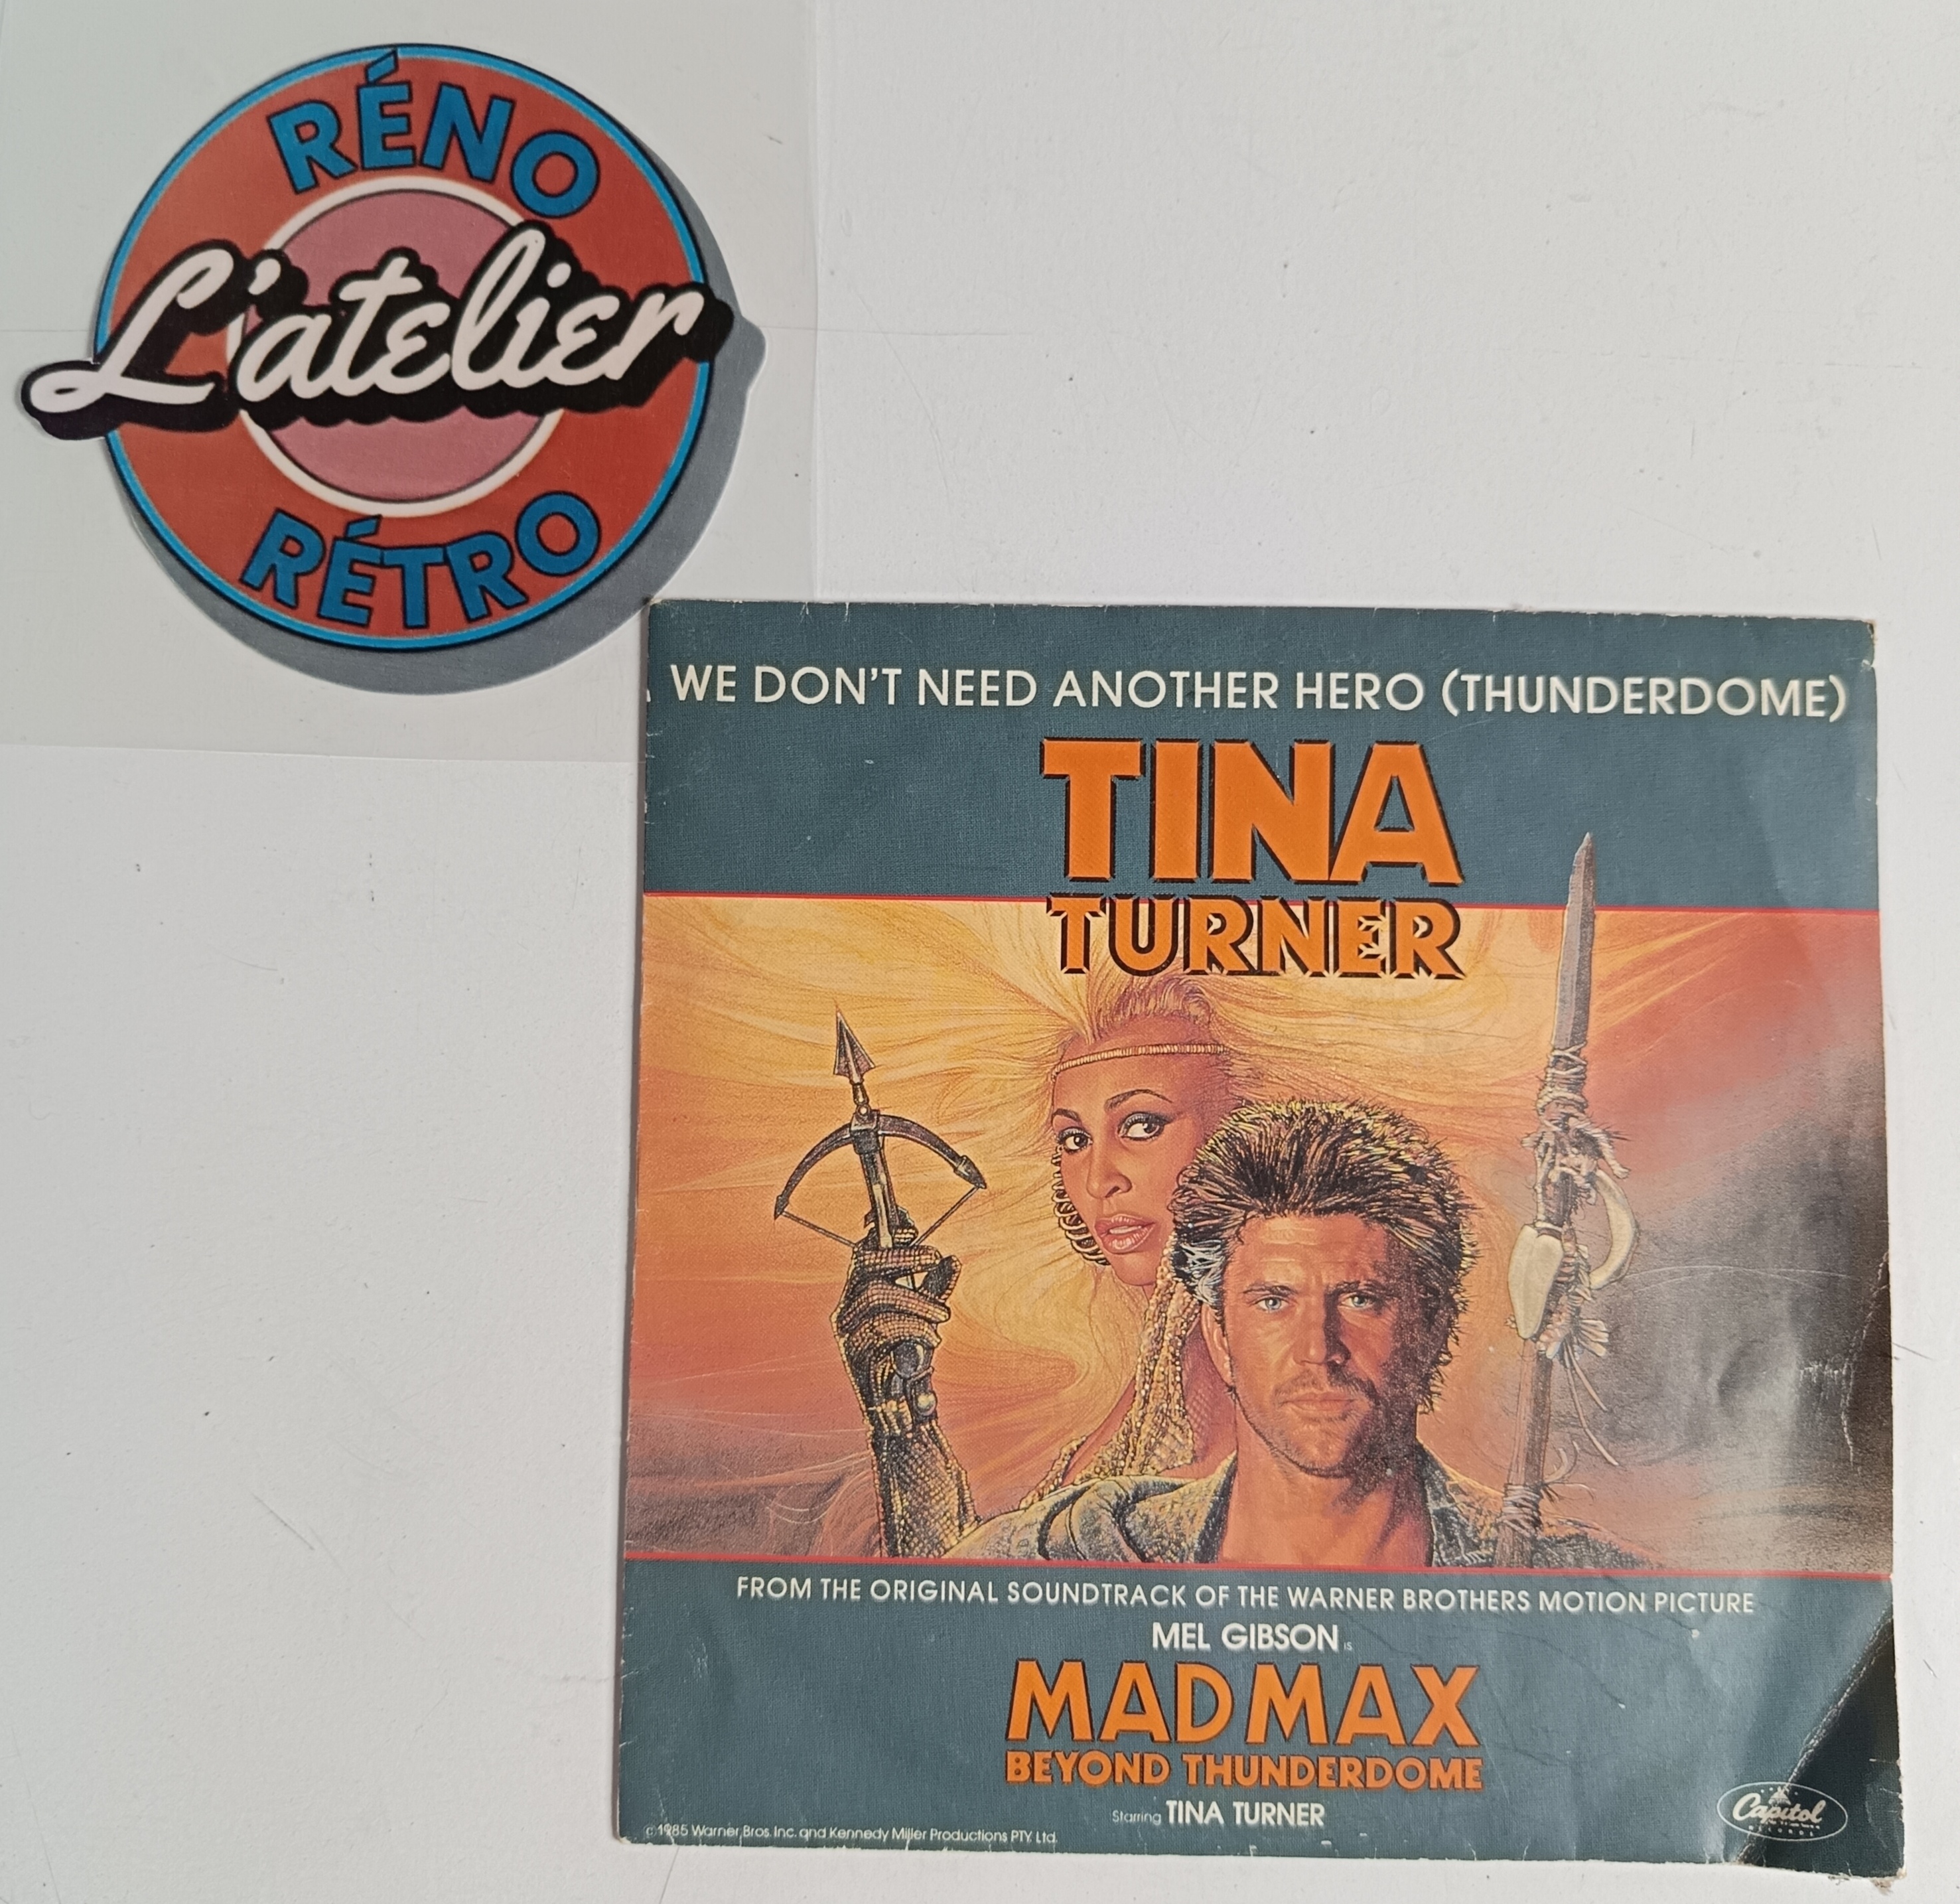 RÉNO
L'atelier
RÉTRO
WE DON'T NEED ANOTHER HERO (THUNDERDOME)
TINA
TURNER
FROM THE ORIGINAL SOUNDTRACK OF THE WARNER BROTHERS MOTION PICTURE
MEL GIBSON IS
MAD MAX
BEYOND THUNDERDOME
Starring TINA TURNER
©1985 Warner Bros. Inc. and Kennedy Miller Productions PTY. Ltd.
Capitol
RECORDS